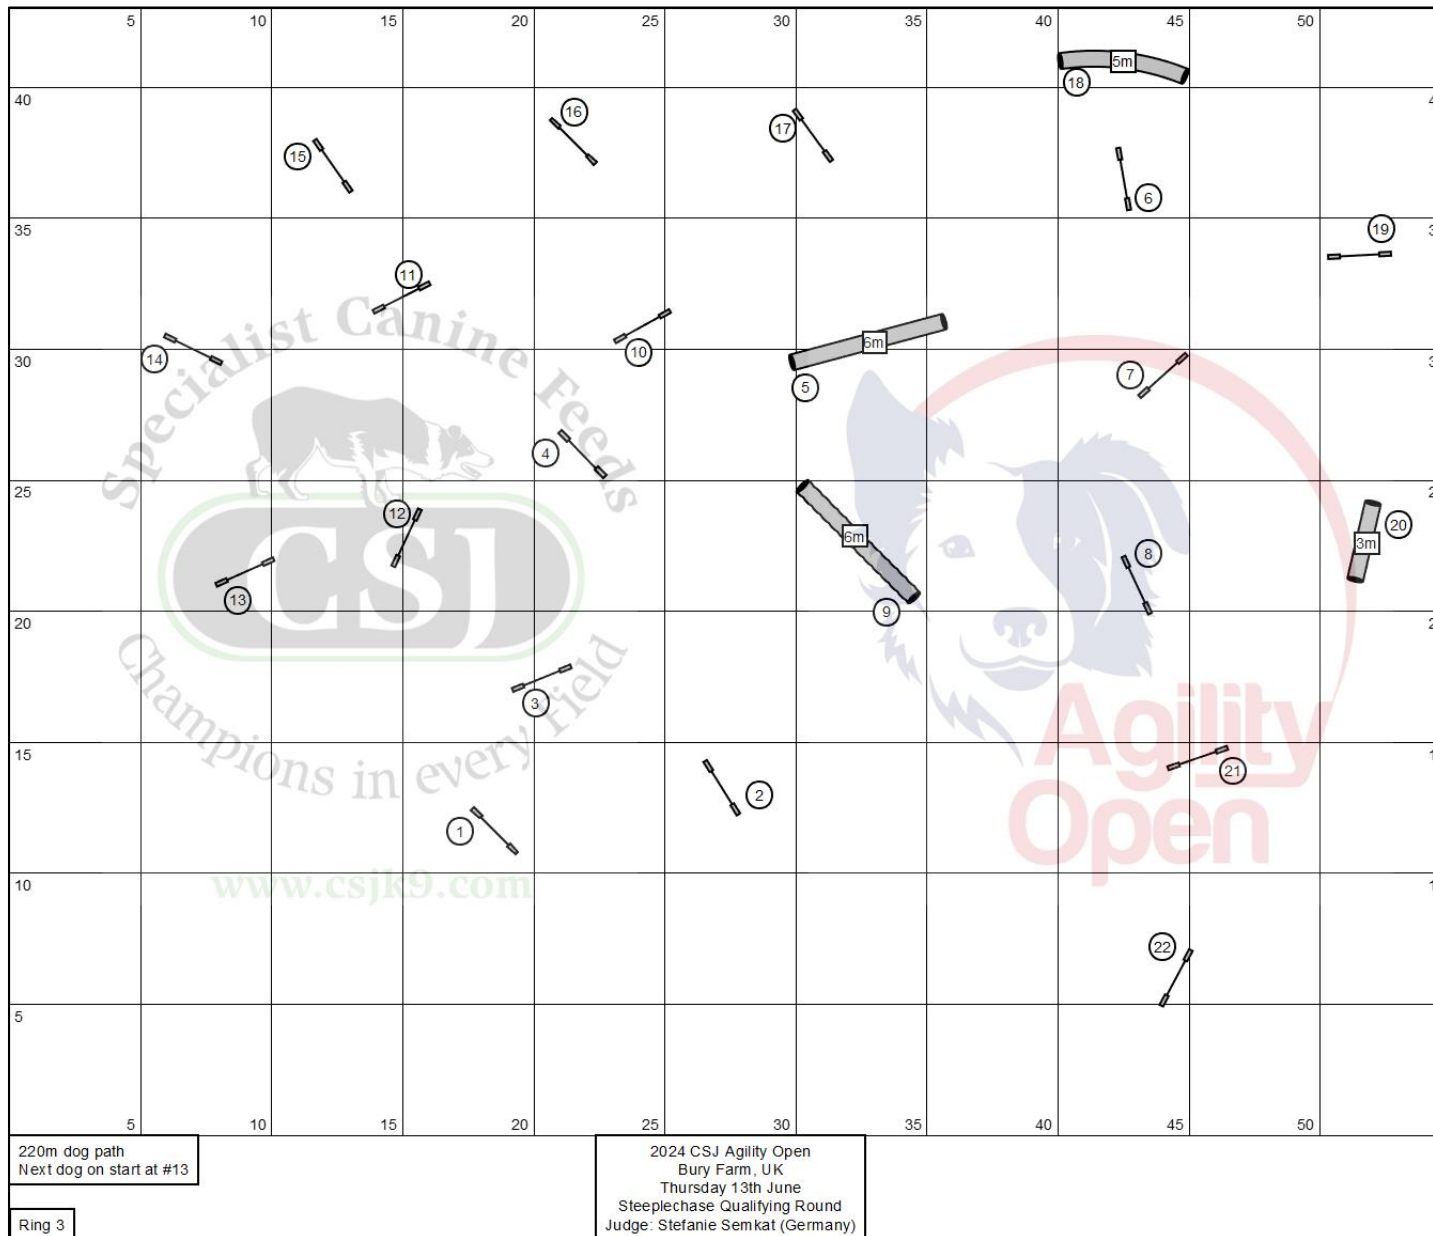 5 10 15 20 25 30 35 40 45 50
5m
40 18
16
17
15
6
35 19
11
14 30 10 6m 5 7
Specialist Canine Feeds
4
25
12 6m 8 3m 20
CSJ
13
20 9
3
Champions in every Field
15 Agility
21
2
1 Open
10
www.csjk9.com
22
5
5 10 15 20 25 30 35 40 45 50
220m dog path
Next dog on start at #13
Ring 3
2024 CSJ Agility Open
Bury Farm, UK
Thursday 13th June
Steeplechase Qualifying Round
Judge: Stefanie Semkat (Germany)